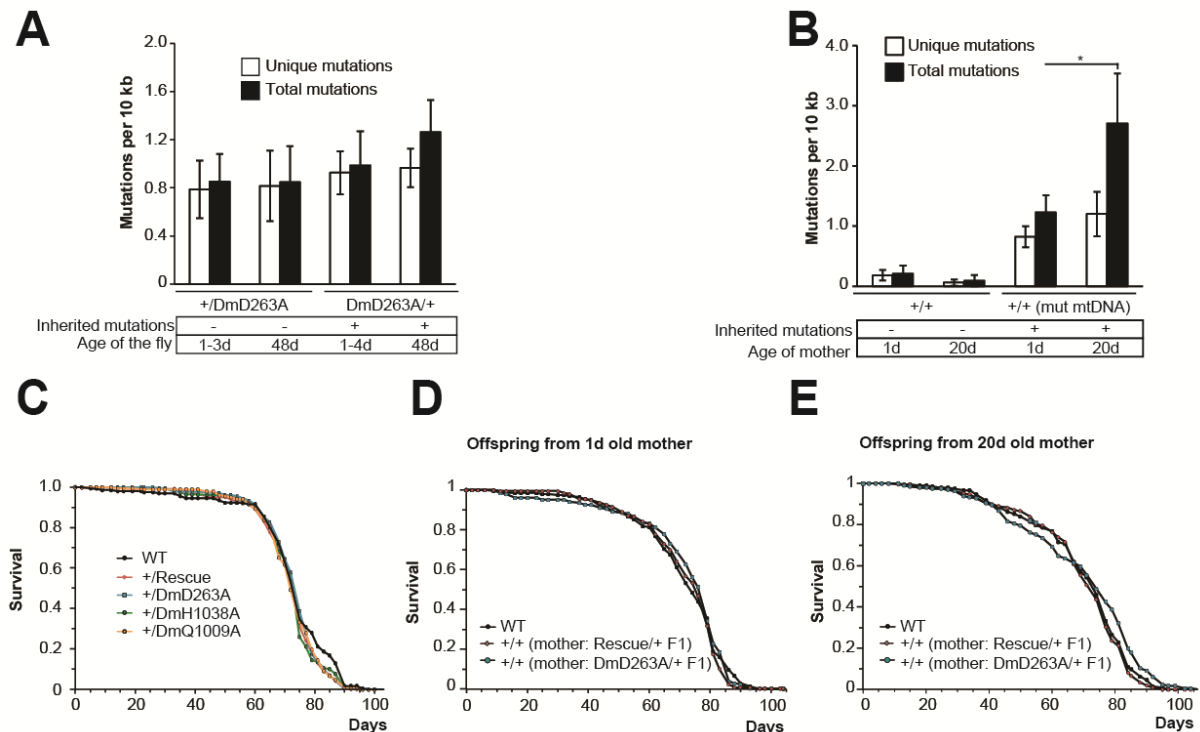 A
2.0
1.6
1.2
0.8
0.4
0
Mutations per 10 kb
Unique mutations
Total mutations
+/DmD263A
DmD263A/+
Inherited mutations - - + +
Age of the fly 1-3d 48d 1-4d 48d
B
4.0
3.0
2.0
1.0
0
Mutations per 10 kb
Unique mutations
Total mutations
*
+/+
+/+ (mut mtDNA)
Inherited mutations - - + +
Age of mother 1d 20d 1d 20d
C
1.0
0.8
0.6
0.4
0.2
0
Survival
WT
+/Rescue
+/DmD263A
+/DmH1038A
+/DmQ1009A
0 20 40 60 80 100
Days
D
Offspring from 1d old mother
1.0
0.8
0.6
0.4
0.2
0
Survival
WT
+/+ (mother: Rescue/+ F1)
+/+ (mother: DmD263A/+ F1)
0 20 40 60 80 100
Days
E
Offspring from 20d old mother
1.0
0.8
0.6
0.4
0.2
0
Survival
WT
+/+ (mother: Rescue/+ F1)
+/+ (mother: DmD263A/+ F1)
0 20 40 60 80 100
Days